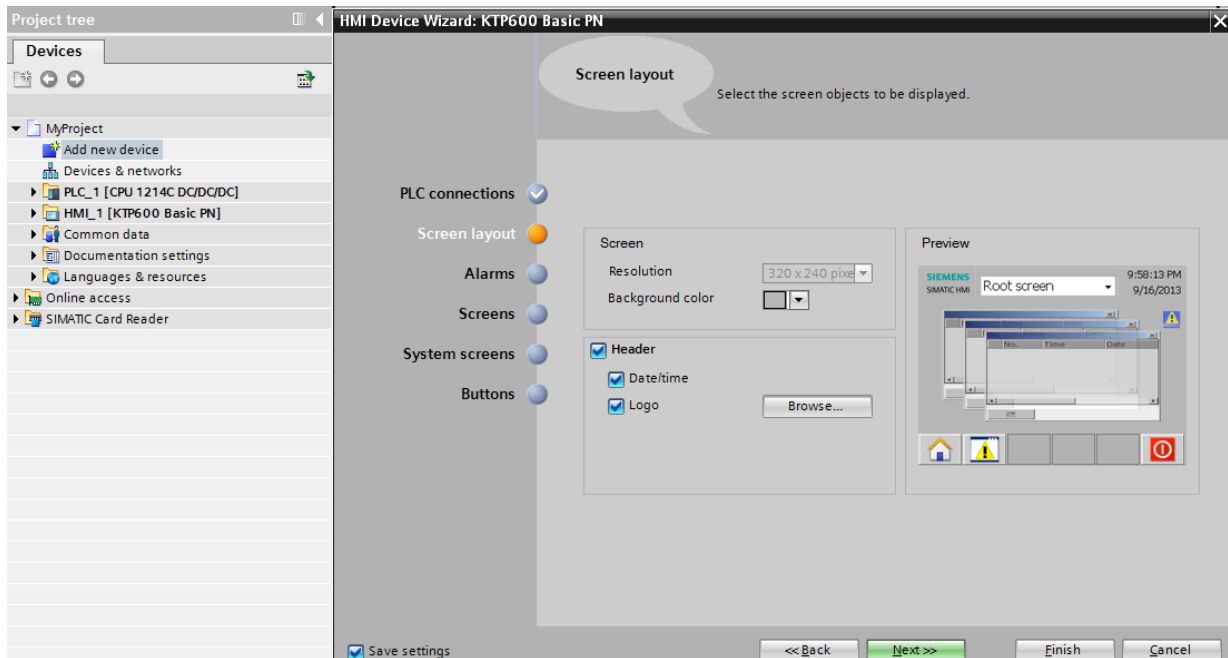 Project tree
Devices
MyProject
Add new device
Devices & networks
PLC_1 [CPU 1214C DC/DC/DC]
HMI_1 [KTP600 Basic PN]
Common data
Documentation settings
Languages & resources
Online access
SIMATIC Card Reader
HMI Device Wizard: KTP600 Basic PN
Screen layout
Select the screen objects to be displayed.
PLC connections
Screen layout
Alarms
Screens
System screens
Buttons
Screen
Resolution
320 x 240 pixe
Background color
Header
Date/time
Logo
Browse...
Preview
SIEMENS
SIMATIC HMI
Root screen
9:58:13 PM
9/16/2013
No. Time Date
Save settings
<< Back
Next >>
Finish
Cancel